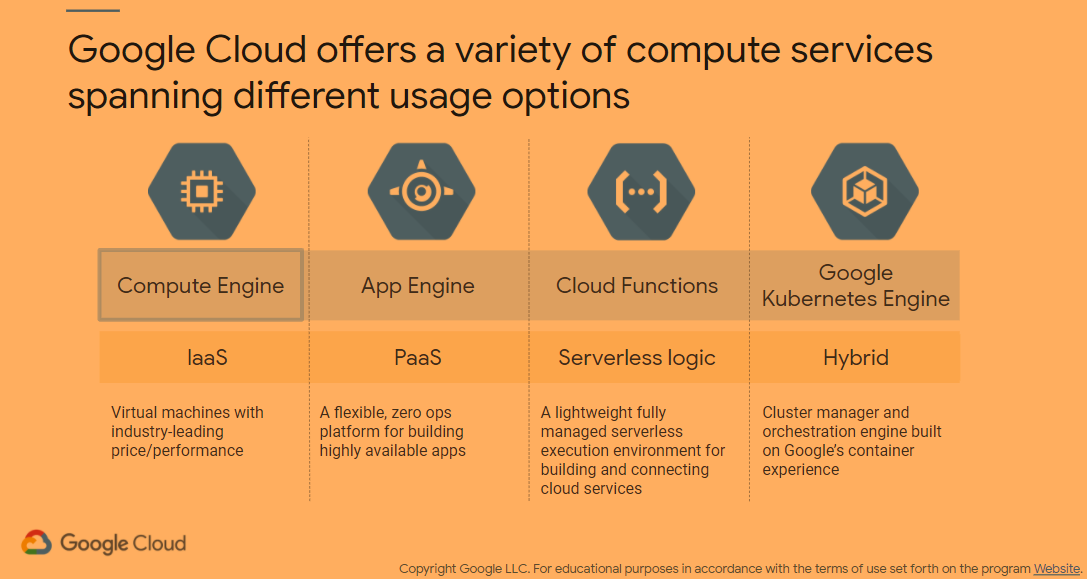 Google Cloud offers a variety of compute services
spanning different usage options
Compute Engine
App Engine
Cloud Functions
Google
Kubernetes Engine
IaaS
PaaS
Serverless logic
Hybrid
Virtual machines with
industry-leading
price/performance
A flexible, zero ops
platform for building
highly available apps
A lightweight fully
managed serverless
execution environment for
building and connecting
cloud services
Cluster manager and
orchestration engine built
on Google's container
experience
Google Cloud
Copyright Google LLC. For educational purposes in accordance with the terms of use set forth on the program Website.